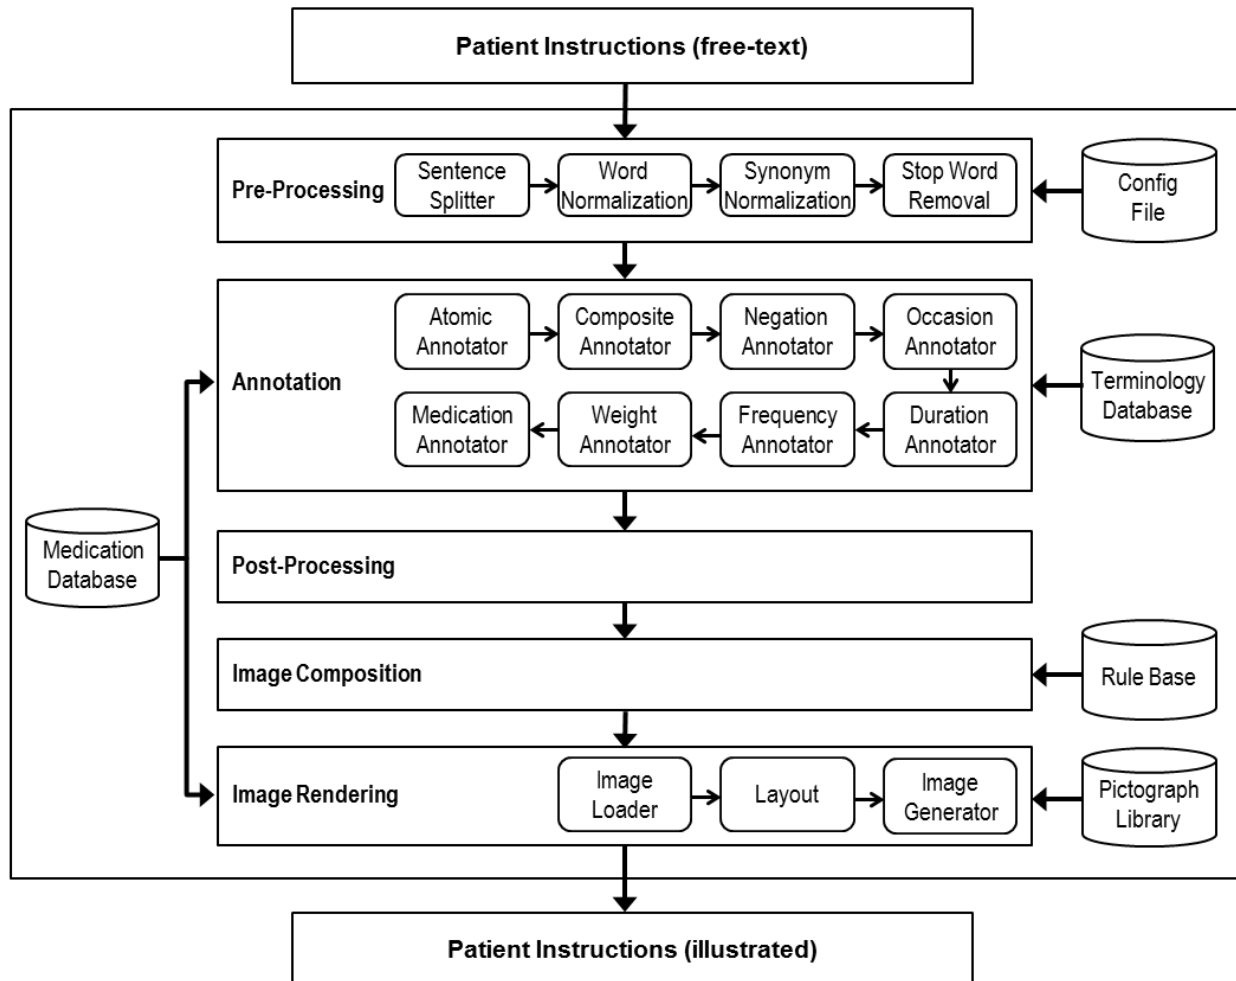 Patient Instructions (free-text)
Pre-Processing
Sentence
Splitter
Word
Normalization
Synonym
Normalization
Stop Word
Removal
Config
File
Annotation
Atomic
Annotator
Composite
Annotator
Negation
Annotator
Occasion
Annotator
Medication
Annotator
Weight
Annotator
Frequency
Annotator
Duration
Annotator
Terminology
Database
Medication
Database
Post-Processing
Image Composition
Rule Base
Image Rendering
Image
Loader
Layout
Image
Generator
Pictograph
Library
Patient Instructions (illustrated)